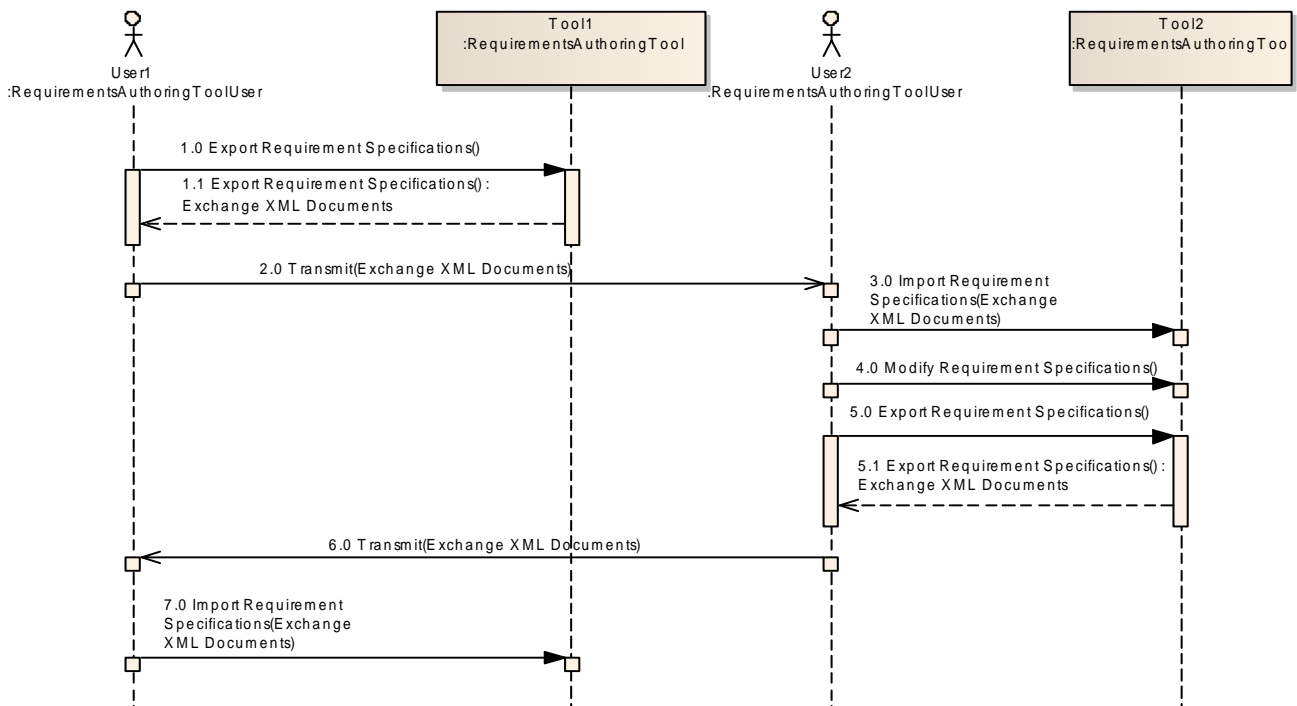 User1
:RequirementsAuthoringToolUser
Tool1
:RequirementsAuthoringTool
User2
:RequirementsAuthoringToolUser
Tool2
:RequirementsAuthoringToo
1.0 Export Requirement Specifications()
1.1 Export Requirement Specifications() :
Exchange XML Documents
2.0 Transmit(Exchange XML Documents)
3.0 Import Requirement
Specifications(Exchange
XML Documents)
4.0 Modify Requirement Specifications()
5.0 Export Requirement Specifications()
5.1 Export Requirement Specifications() :
Exchange XML Documents
6.0 Transmit(Exchange XML Documents)
7.0 Import Requirement
Specifications(Exchange
XML Documents)